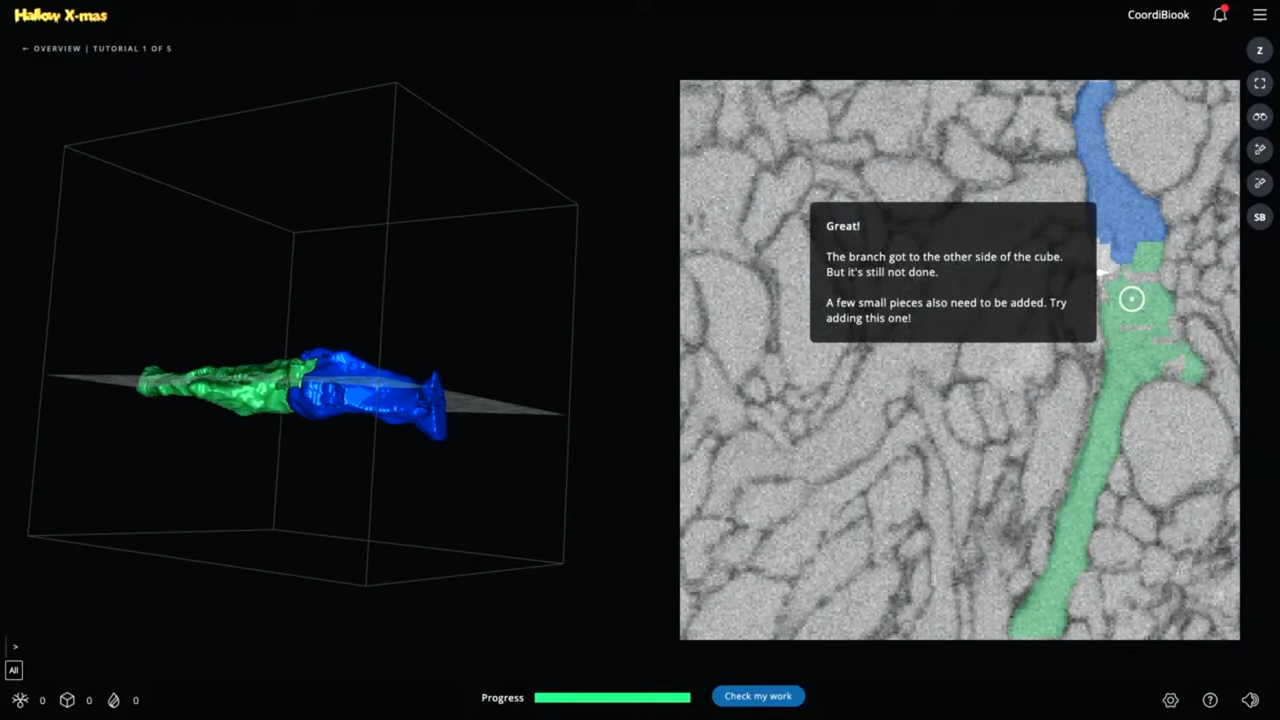 Hallow X-mas
CoordiBiook
← OVERVIEW | TUTORIAL 1 OF 5
Z
Great!
The branch got to the other side of the cube.
But it's still not done.
A few small pieces also need to be added. Try
adding this one!
SB
>
All
0
0
0
Progress
Check my work
?